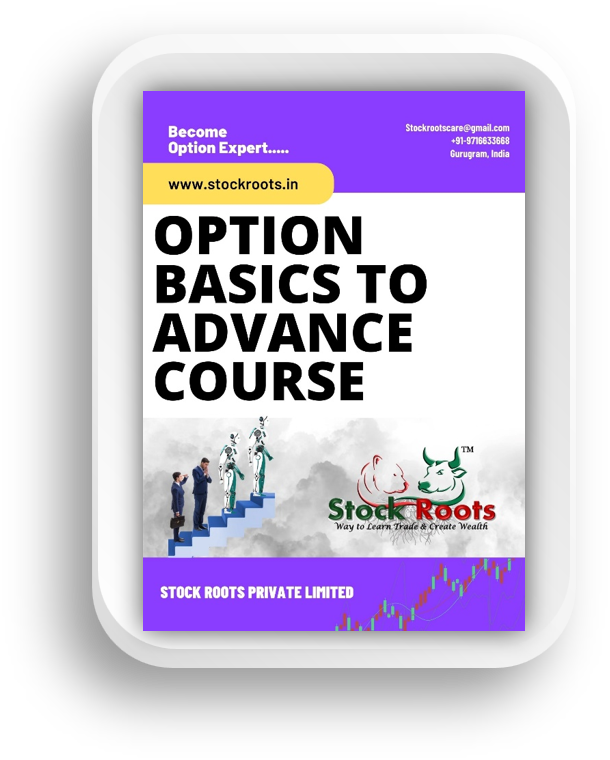 Become
Option Expert.....
Stockrootscare@gmail.com
+91-9716633668
Gurugram, India
www.stockroots.in
OPTION
BASICS TO
ADVANCE
COURSE
TM
Stock Roots
Way to Learn Trade & Create Wealth
STOCK ROOTS PRIVATE LIMITED